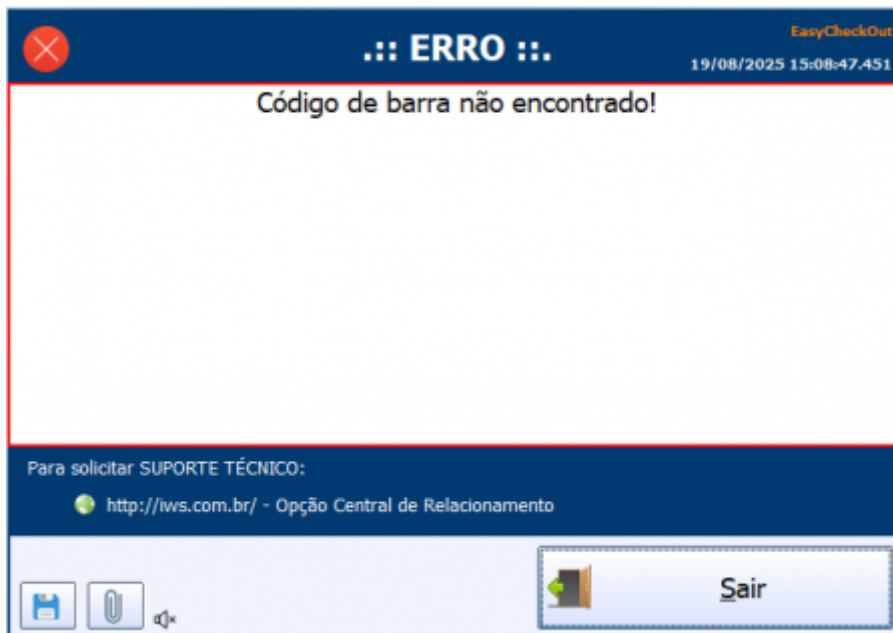 EasyCheckOut
.:: ERRO ::.
19/08/2025 15:08:47.451
Código de barra não encontrado!
Para solicitar SUPORTE TÉCNICO:
http://iws.com.br/ - Opção Central de Relacionamento
Sair